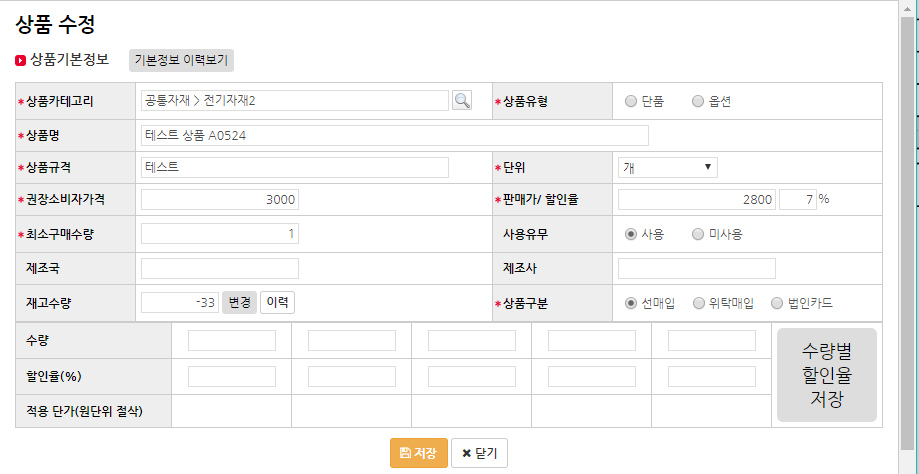 상품 수정
상품기본정보 기본정보 이력보기
*상품카테고리 공통자재 > 전기자재2 *상품유형 단품 옵션
*상품명 테스트 상품 A0524
*상품규격 테스트 *단위 개
*권장소비자가격 3000 *판매가/ 할인율 2800 7 %
*최소구매수량 1 사용유무 사용 미사용
제조국 제조사
재고수량 -33 변경 이력 *상품구분 선매입 위탁매입 법인카드
수량
할인율(%)
적용 단가(원단위 절삭)
수량별
할인율
저장
저장 닫기